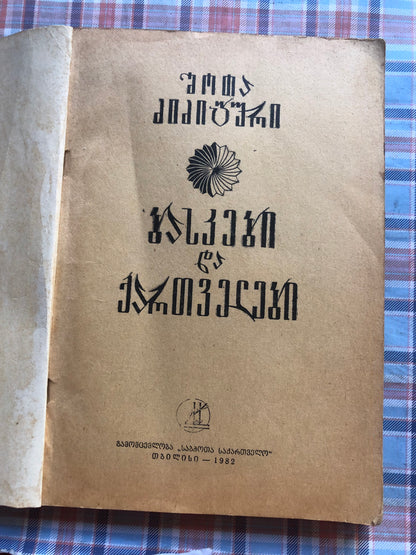 შოთა
ძიძიგური
ბასკები
და
ქართველები
გამომცემლობა „საბჭოთა საქართველო“
თბილისი — 1982